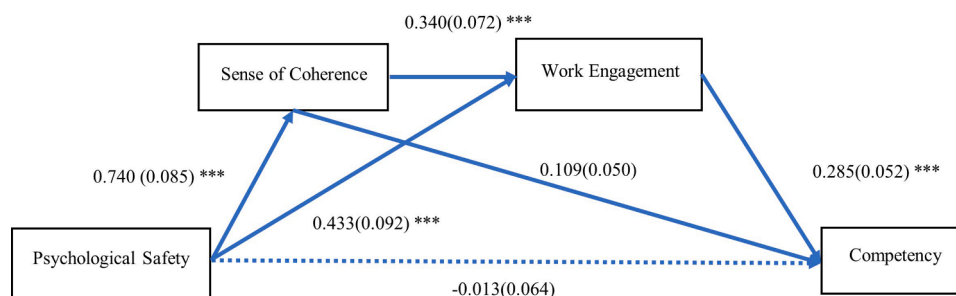 0.340(0.072) ***
Sense of Coherence
Work Engagement
0.740 (0.085) ***
0.109(0.050)
0.285(0.052) ***
0.433(0.092) ***
Psychological Safety
Competency
-0.013(0.064)